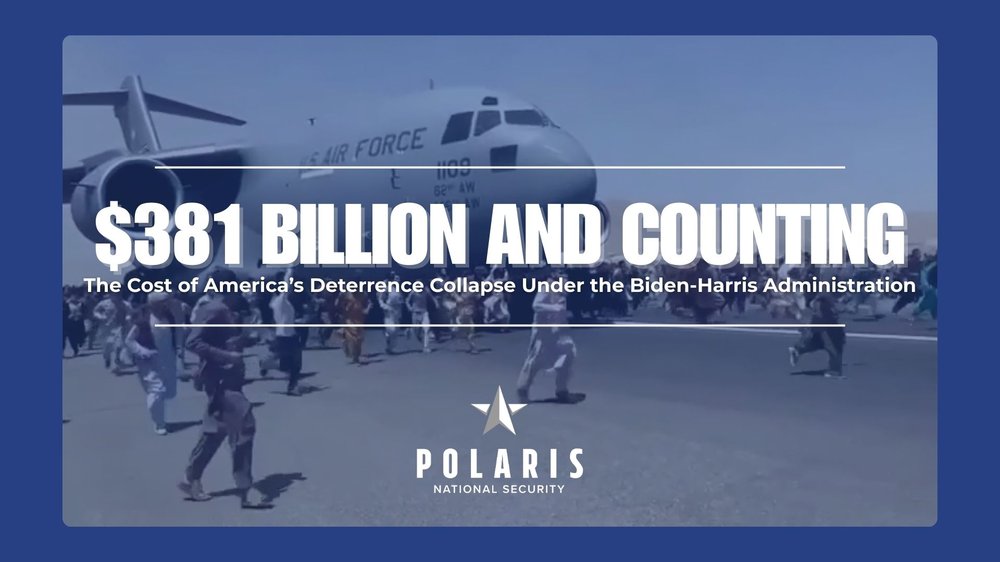 U.S. AIR FORCE
1109
62ND AW
$381 BILLION AND COUNTING
The Cost of America’s Deterrence Collapse Under the Biden-Harris Administration
POLARIS
NATIONAL SECURITY